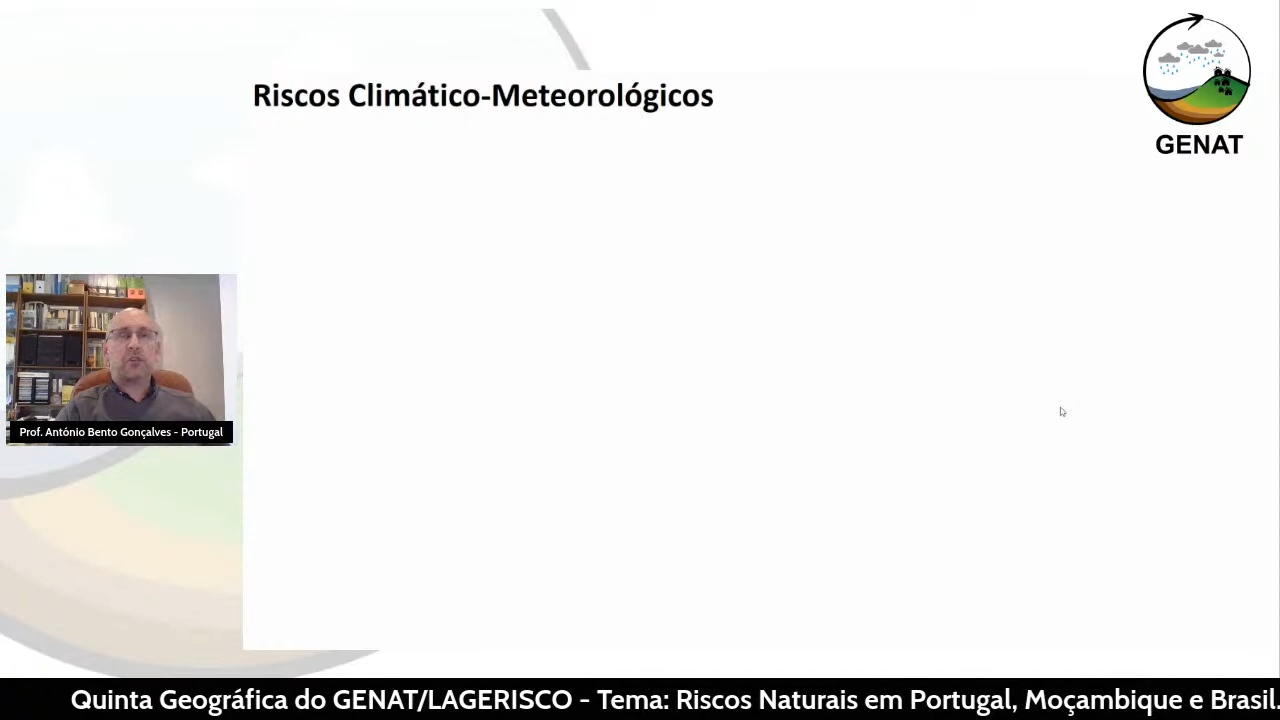 Riscos Climático-Meteorológicos
GENAT
Prof. António Bento Gonçalves - Portugal
Quinta Geográfica do GENAT/LAGERISCO - Tema: Riscos Naturais em Portugal, Moçambique e Brasil.